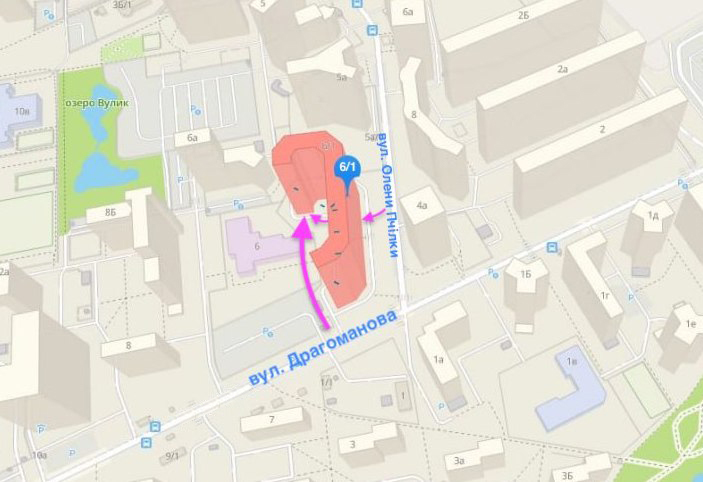 3Б/1
5
6а
2Б
5а
2а
озеро Вулик
10в
8
6а
2
6/1
вул. Олени Пчілки
8Б
4а
1д
6
2а
1Б
1г
вул. Драгоманова
1е
8
1а
1в
1/1
1
7
3
10а
9/1
3а
3Б